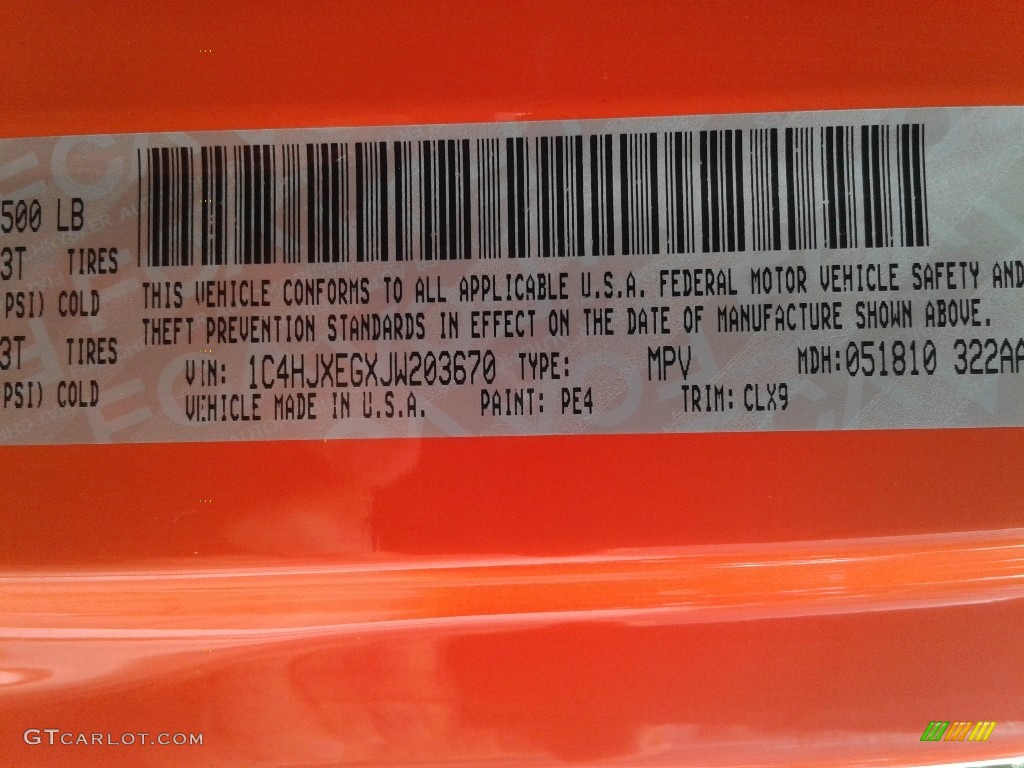 500 LB
3T TIRES
PSI) COLD
3T TIRES
PSI) COLD
THIS VEHICLE CONFORMS TO ALL APPLICABLE U.S.A. FEDERAL MOTOR VEHICLE SAFETY AND
THEFT PREVENTION STANDARDS IN EFFECT ON THE DATE OF MANUFACTURE SHOWN ABOVE.
VIN: 1C4HJXEGXJW203670 TYPE: MPV MDH:051810 322AA
VEHICLE MADE IN U.S.A. PAINT: PE4 TRIM: CLX9
GTCARLOT.COM